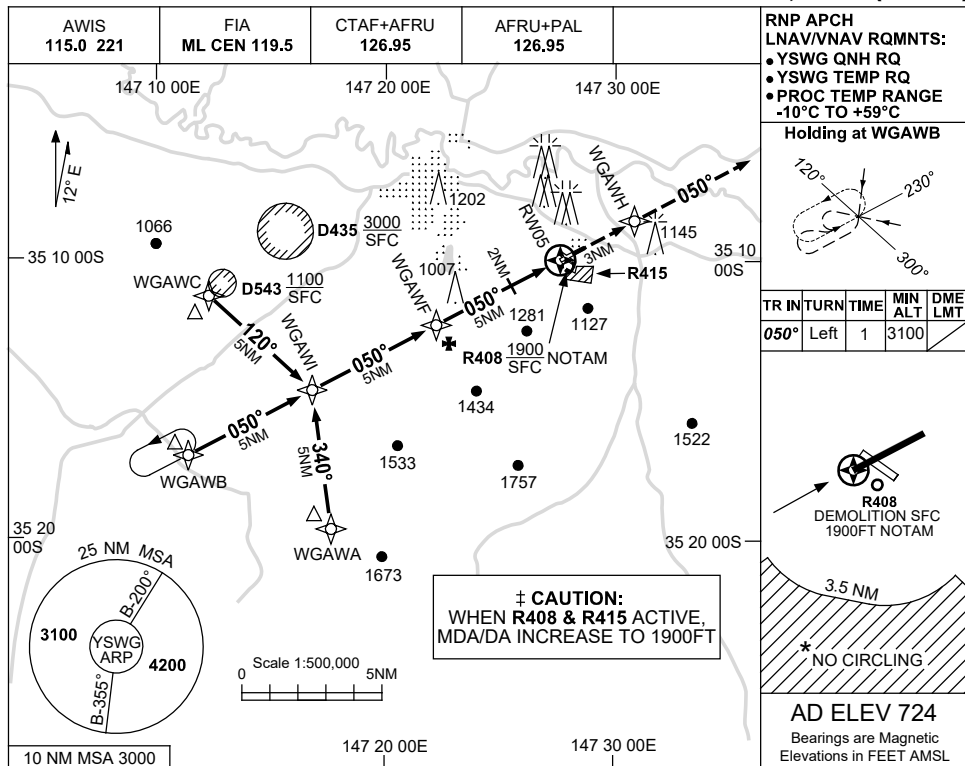 AWIS
115.0 221
FIA
ML CEN 119.5
CTAF+AFRU
126.95
AFRU+PAL
126.95
RNP APCH
LNAV/VNAV RQMNTS:
• YSWG QNH RQ
• YSWG TEMP RQ
• PROC TEMP RANGE
-10°C TO +59°C
147 10 00E
147 20 00E
147 30 00E
12° E
1066
35 10 00S
D435 3000
SFC
1202
WGAWH
050°
RW05
3NM
1145
35 10
00S
R415
WGAWC
D543 1100
SFC
1007
WGAWF
2NM
050°
5NM
1281
1127
R408 1900
SFC NOTAM
120°
5NM
WGAWI
050°
5NM
1434
050°
5NM
WGAWB
340°
5NM
1533
1757
1522
35 20
00S
WGAWA
1673
35 20 00S
25 NM MSA
B-200°
3100
YSWG
ARP
4200
B-355°
10 NM MSA 3000
Scale 1:500,000
0
5NM
‡ CAUTION:
WHEN R408 & R415 ACTIVE,
MDA/DA INCREASE TO 1900FT
147 20 00E
147 30 00E
Holding at WGAWB
120°
230°
300°
TR IN TURN TIME MIN ALT DME LMT
050° Left 1 3100
R408
DEMOLITION SFC
1900FT NOTAM
3.5 NM
* NO CIRCLING
AD ELEV 724
Bearings are Magnetic
Elevations in FEET AMSL